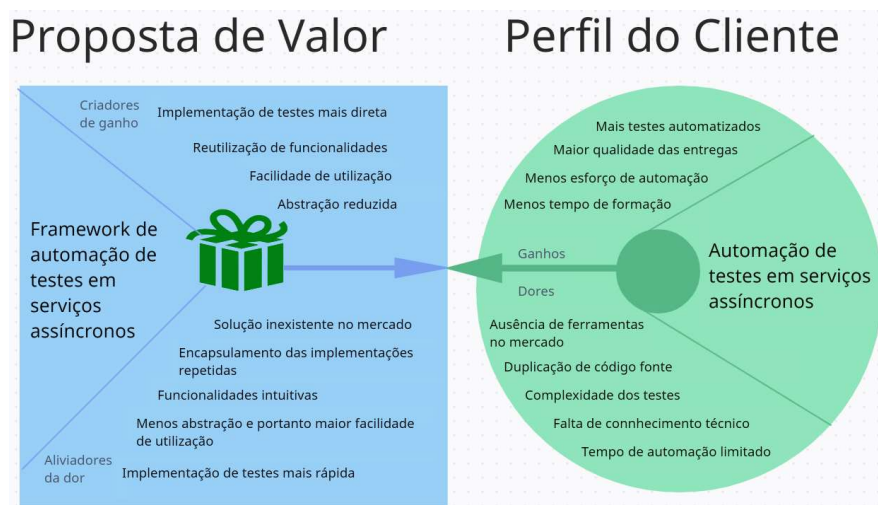 Proposta de Valor
Criadores
de ganho
Implementação de testes mais direta
Reutilização de funcionalidades
Facilidade de utilização
Abstração reduzida
Framework de
automação de
testes em
serviços
assíncronos
Solução inexistente no mercado
Encapsulamento das implementações
repetidas
Funcionalidades intuitivas
Menos abstração e portanto maior facilidade
de utilização
Aliviadores
da dor
Implementação de testes mais rápida
Perfil do Cliente
Mais testes automatizados
Maior qualidade das entregas
Menos esforço de automação
Menos tempo de formação
Ganhos
Dores
Automação de
testes em serviços
assíncronos
Ausência de ferramentas
no mercado
Duplicação de código fonte
Complexidade dos testes
Falta de connhecimento técnico
Tempo de automação limitado